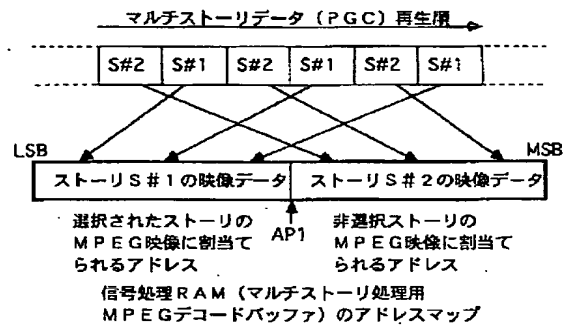 マルチストーリデータ（PGC）再生順
S#2 S#1 S#2 S#1 S#2 S#1
LSB MSB
ストーリS#1の映像データ ストーリS#2の映像データ
AP1
選択されたストーリの
MPEG映像に割当て
られるアドレス
非選択ストーリの
MPEG映像に割当て
られるアドレス
信号処理RAM（マルチストーリ処理用
MPEGデコードバッファ）のアドレスマップ